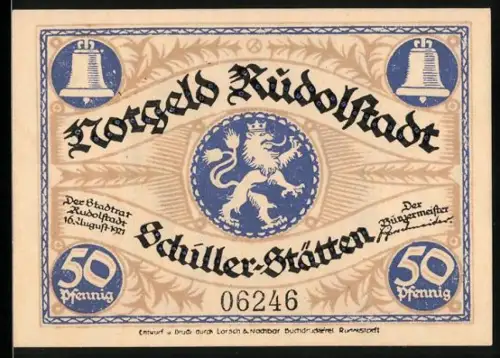 Notgeld Rudolstadt
Der Stadtrat
Rudolstadt
16. August 1921
Der
Bürgermeister
Schiller-Stätten
50
Pfennig
06246
50
Pfennig
Entwurf u. Druck durch Lorsch & Nachbar Buchdruckerei Rudolstadt